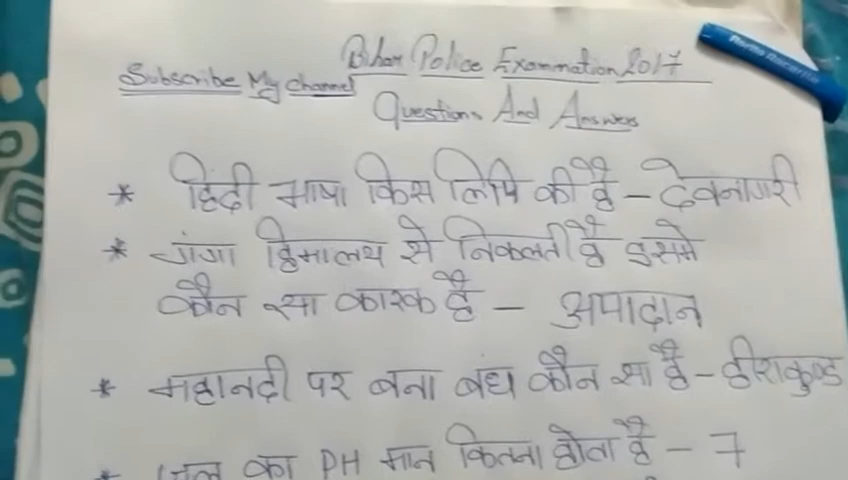 Bihar Police Exammation 2017
Subscribe My Channel
Questions And Answers
* हिंदी भाषा किस लिपि की है - देवनागरी
* गंगा हिमालय से निकलती है इसमे
कौन सा कारक है - अपादान
* महानदी पर बना बंध कौन सा है - हीराकुण्ड
* जल का PH मान कितना होता है - 7